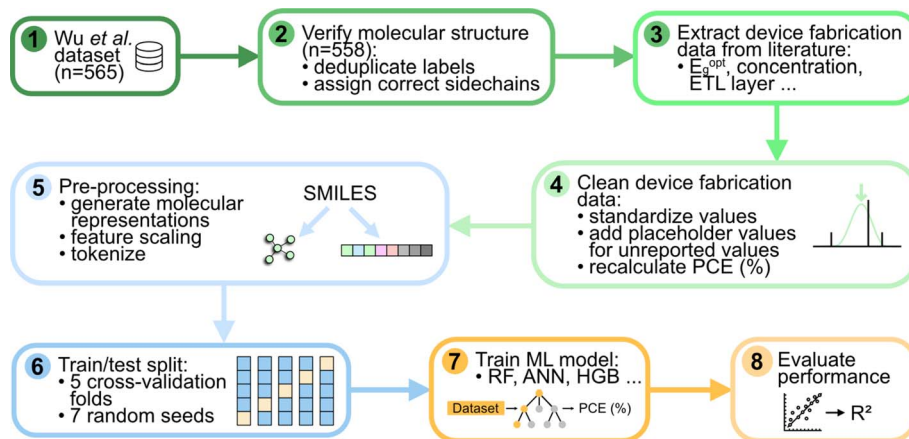 1 Wu et al.
dataset
(n=565)
2 Verify molecular structure
(n=558):
• deduplicate labels
• assign correct sidechains
3 Extract device fabrication
data from literature:
• E_g^opt, concentration,
ETL layer ...
4 Clean device fabrication
data:
• standardize values
• add placeholder values
for unreported values
• recalculate PCE (%)
5 Pre-processing:
• generate molecular
representations
• feature scaling
• tokenize
SMILES
6 Train/test split:
• 5 cross-validation
folds
• 7 random seeds
7 Train ML model:
• RF, ANN, HGB ...
Dataset
PCE (%)
8 Evaluate
performance
R²